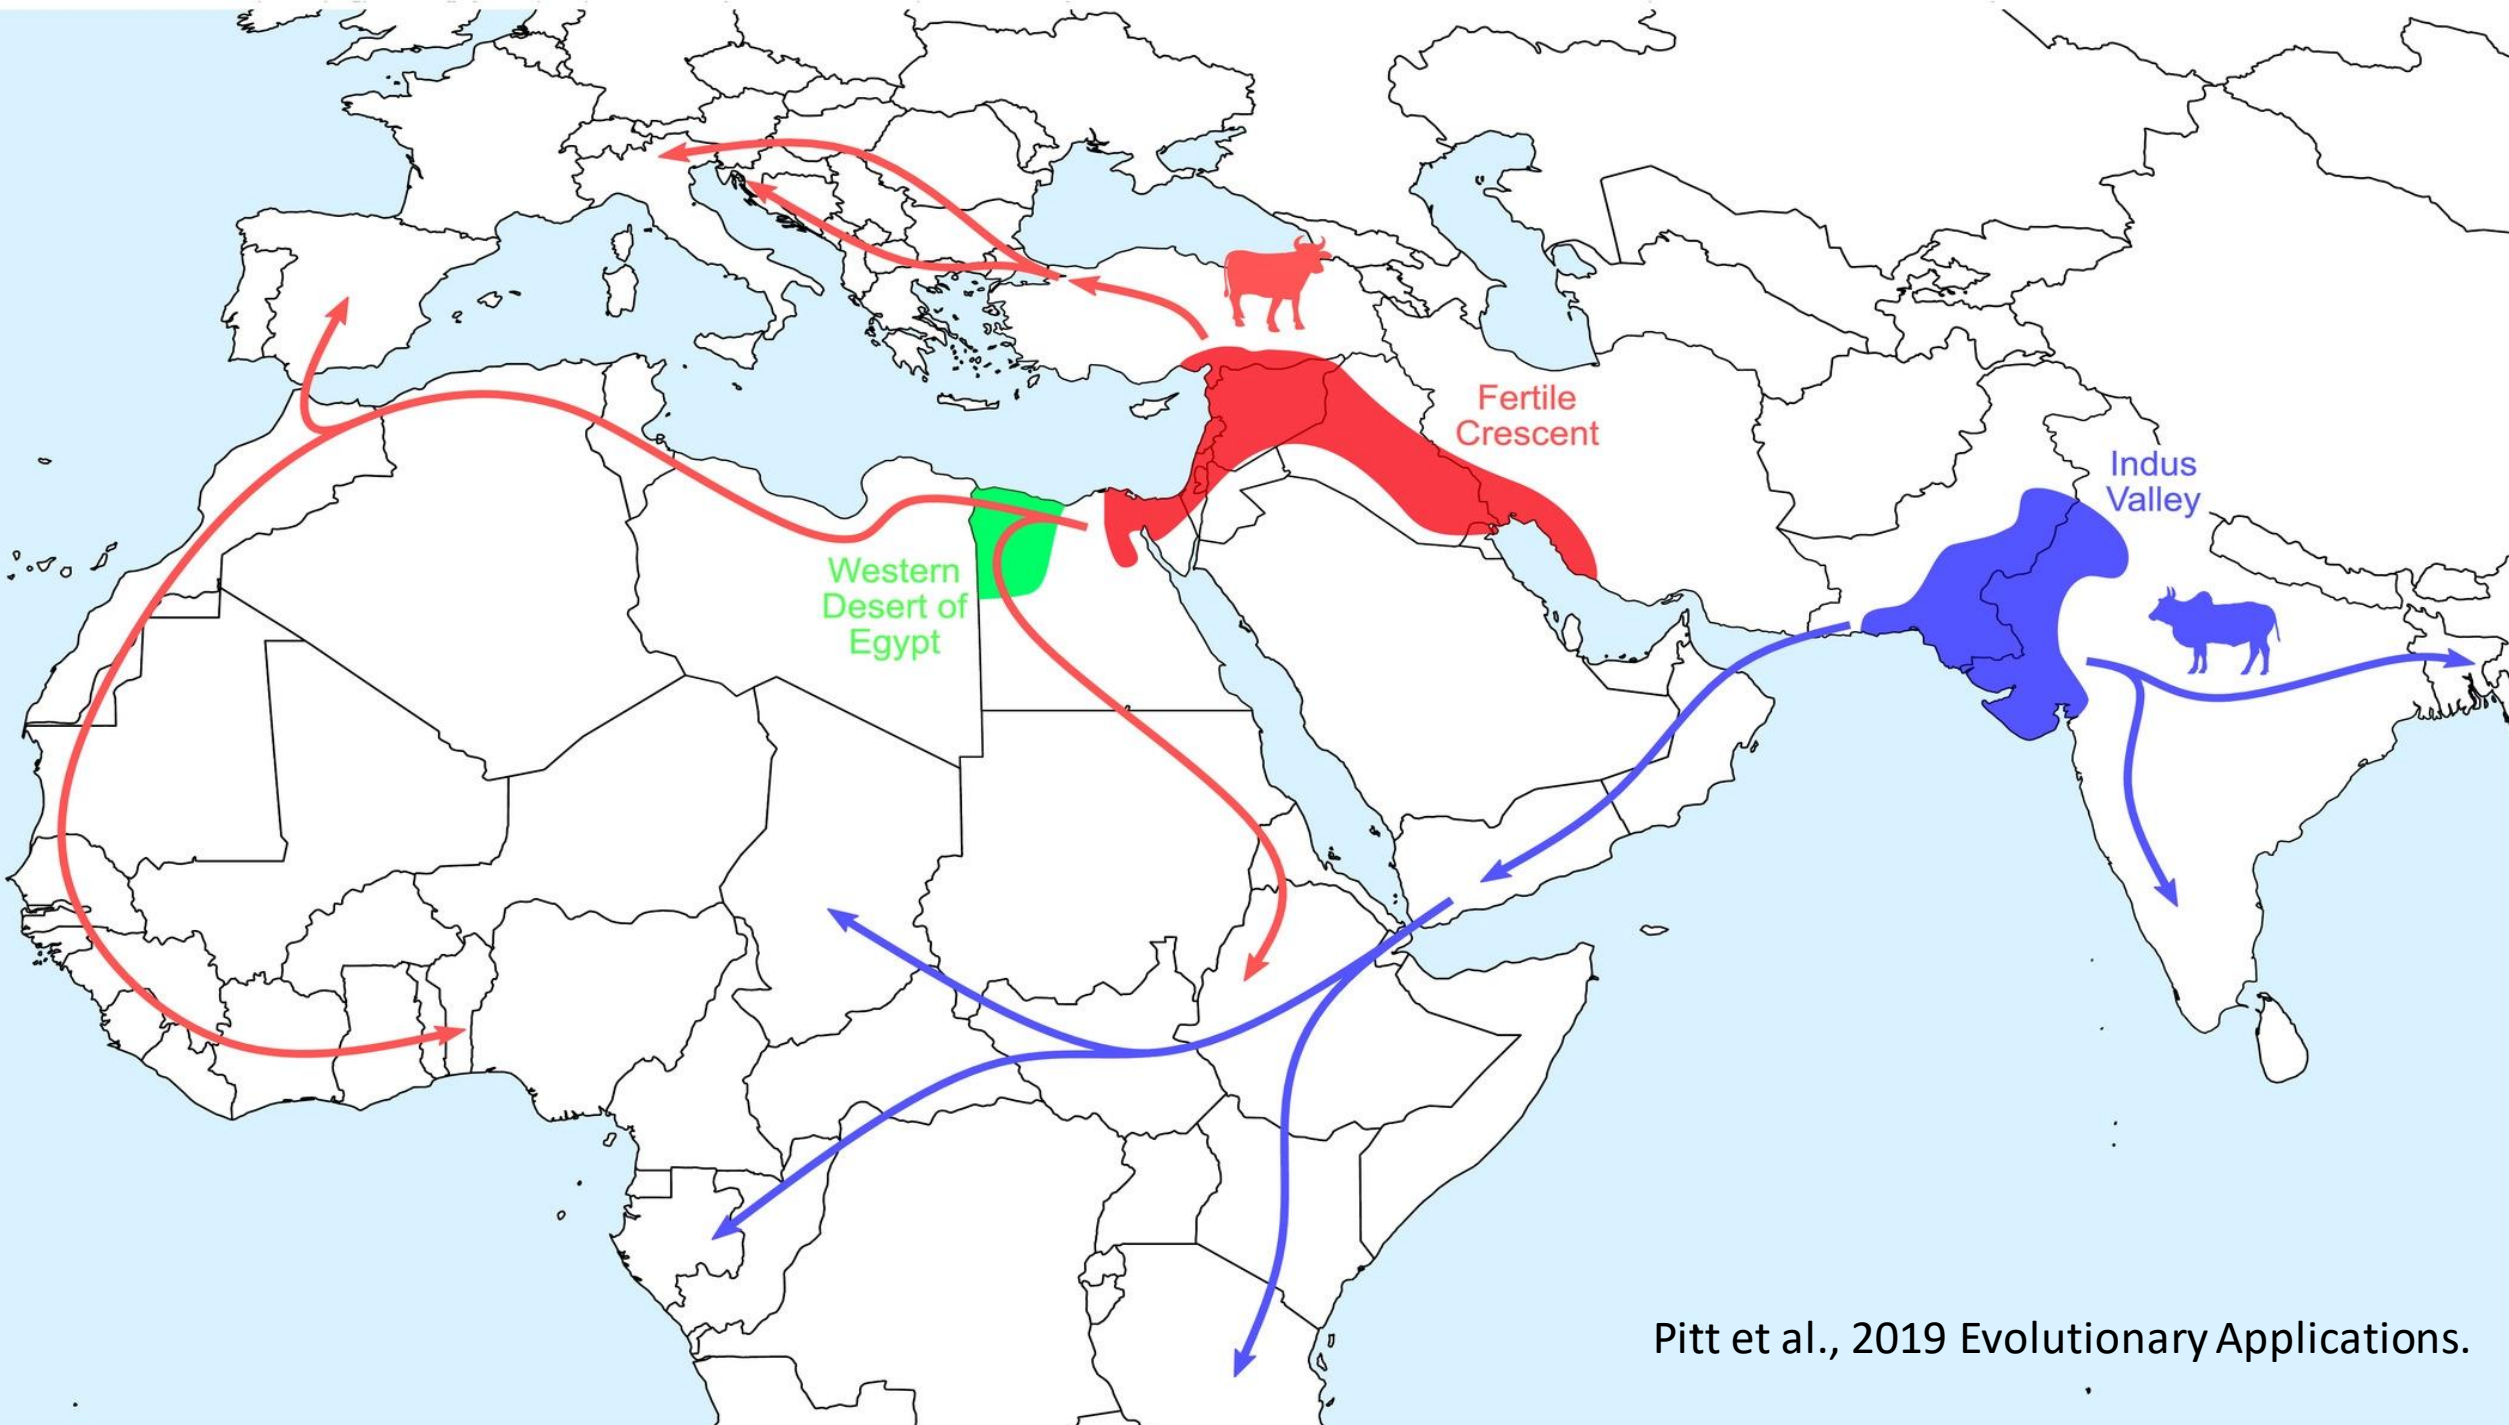 Fertile
Crescent
Indus
Valley
Western
Desert of
Egypt
Pitt et al., 2019 Evolutionary Applications.